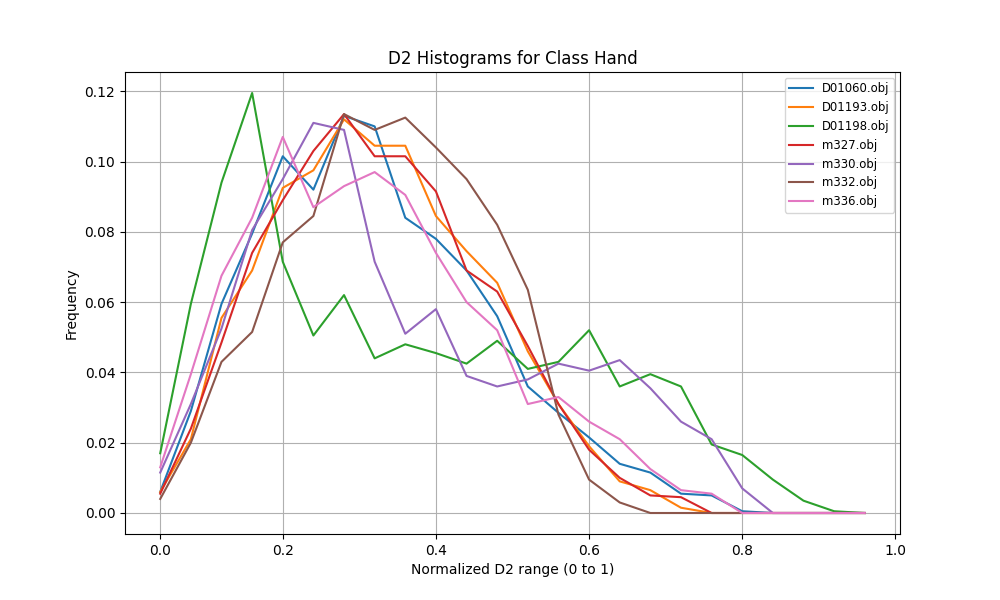 D2 Histograms for Class Hand
0.12
0.10
0.08
0.06
0.04
0.02
0.00
Frequency
D01060.obj
D01193.obj
D01198.obj
m327.obj
m330.obj
m332.obj
m336.obj
0.0 0.2 0.4 0.6 0.8 1.0
Normalized D2 range (0 to 1)